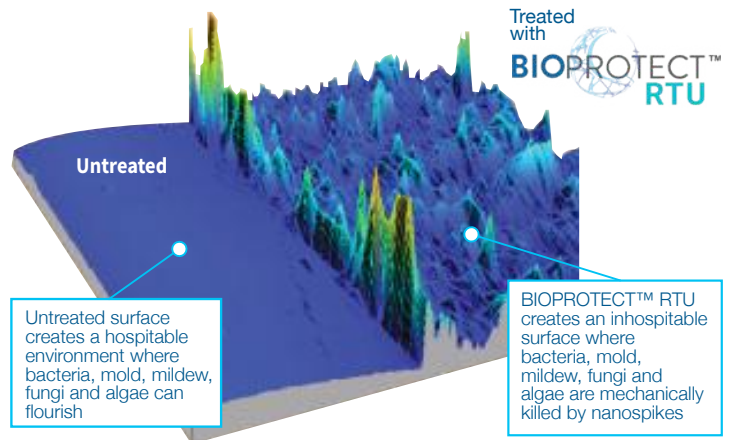 Treated
with
BIOPROTECT™
RTU
Untreated
Untreated surface
creates a hospitable
environment where
bacteria, mold, mildew,
fungi and algae can
flourish
BIOPROTECT™ RTU
creates an inhospitable
surface where
bacteria, mold,
mildew, fungi and
algae are mechanically
killed by nanospikes